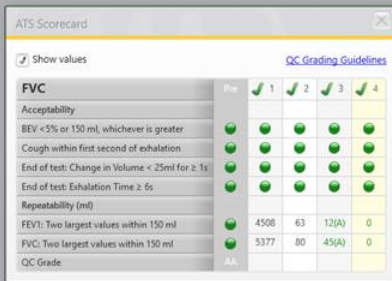 ATS Scorecard
Show values QC Grading Guidelines
FVC Pre 1 2 3 4
Acceptability
BEV <5% or 150 ml, whichever is greater
Cough within first second of exhalation
End of test: Change in Volume < 25ml for ≥ 1s
End of test: Exhalation Time ≥ 6s
Repeatability (ml)
FEV1: Two largest values within 150 ml 4508 63 12(A) 0
FVC: Two largest values within 150 ml 5377 80 45(A) 0
QC Grade AA